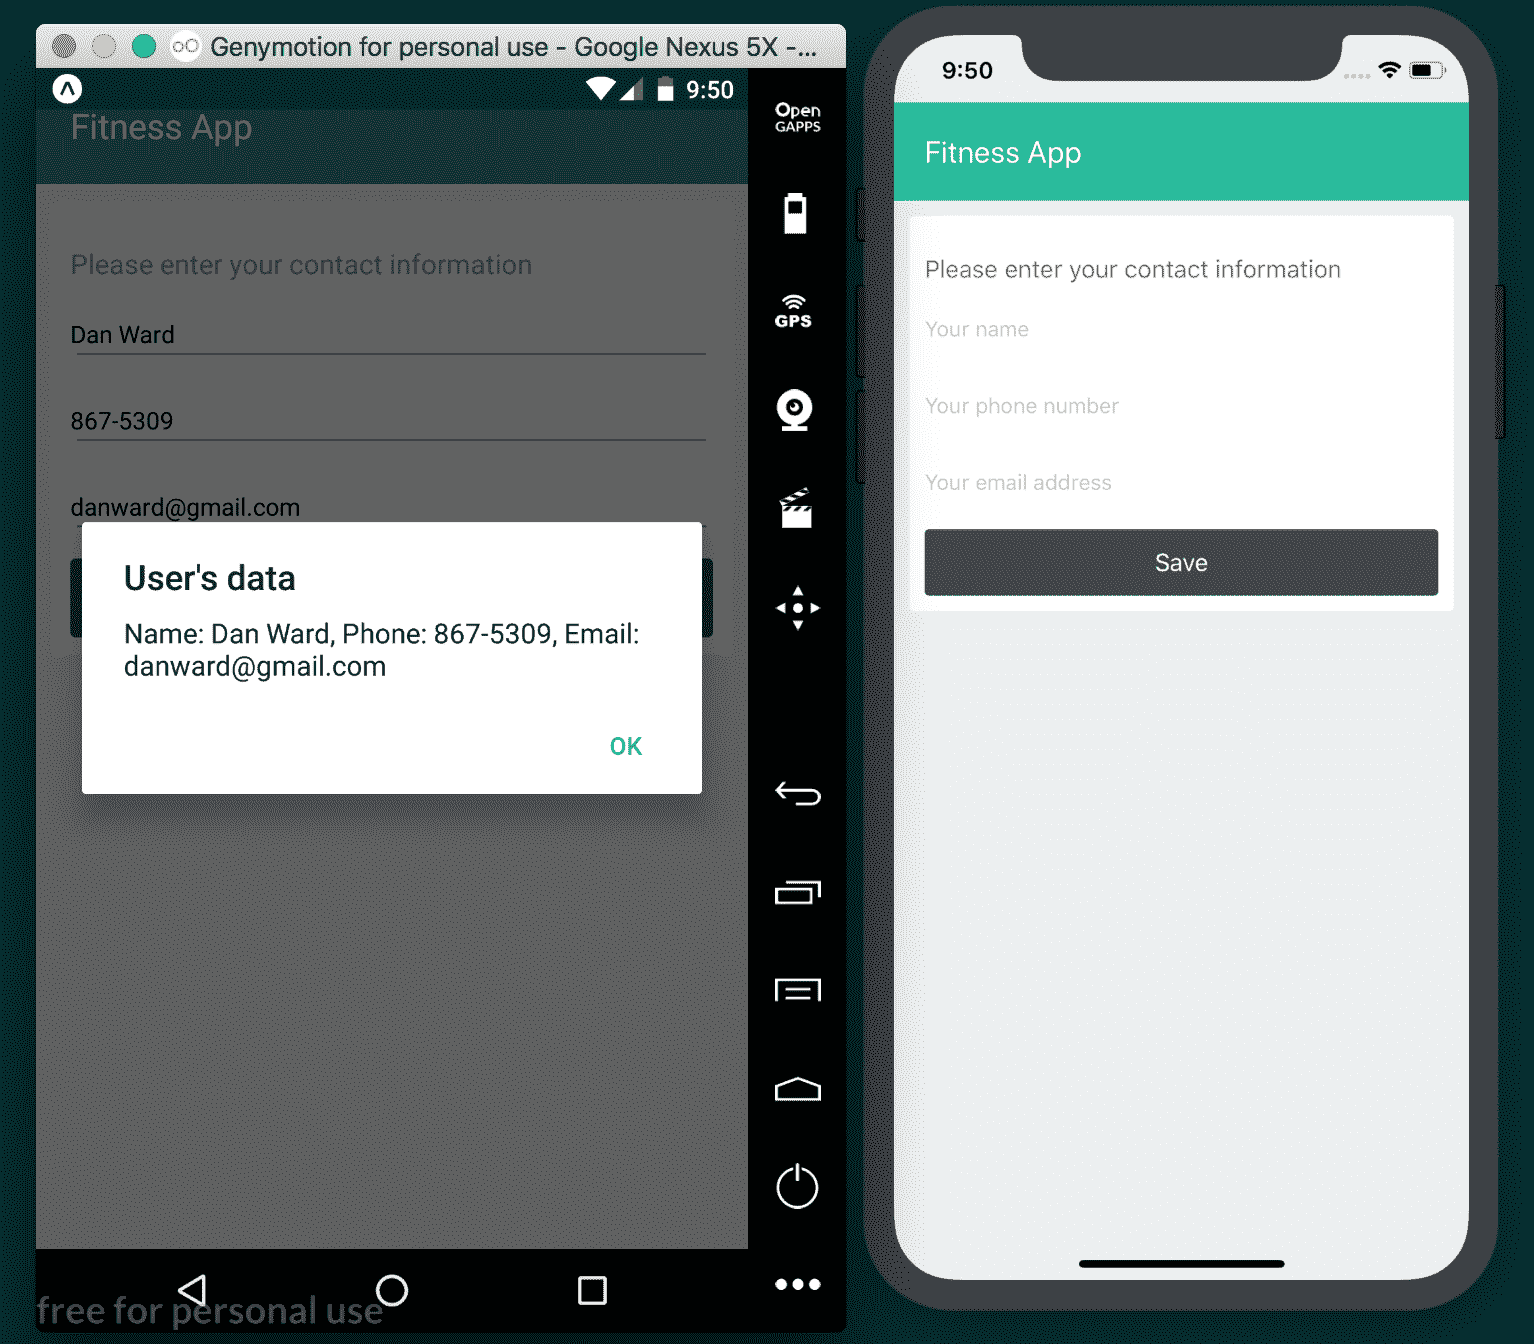 Genymotion for personal use - Google Nexus 5X -...
9:50
Fitness App
Please enter your contact information
Dan Ward
867-5309
danward@gmail.com
User's data
Name: Dan Ward, Phone: 867-5309, Email:
danward@gmail.com
OK
free for personal use
Open
GAPPS
GPS
9:50
Fitness App
Please enter your contact information
Your name
Your phone number
Your email address
Save